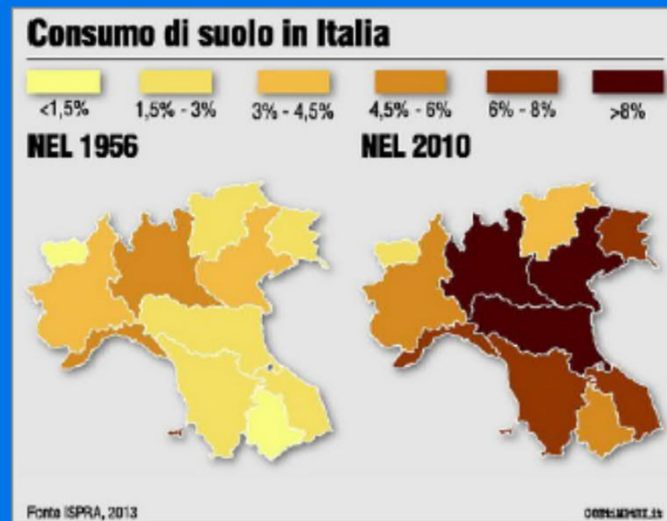 Consumo di suolo in Italia
<1,5% 1,5% - 3% 3% - 4,5% 4,5% - 6% 6% - 8% >8%
NEL 1956 NEL 2010
Fonte ISPRA, 2013